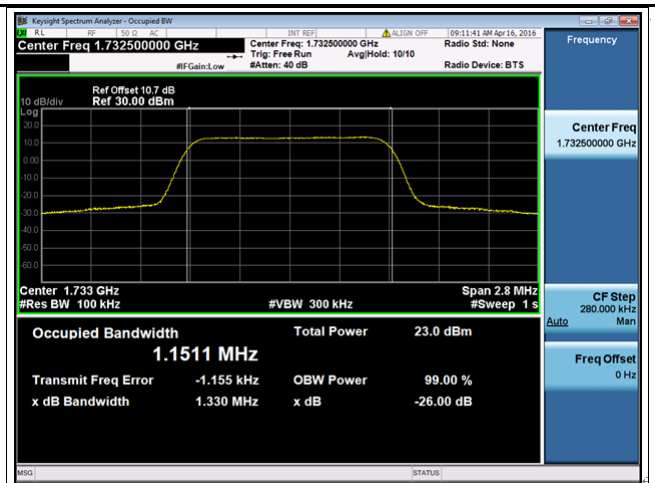 Keysight Spectrum Analyzer - Occupied BW
RL RF 50 Ω AC INT REF ALIGN OFF 09:11:41 AM Apr 16, 2016
Center Freq 1.732500000 GHz
Center Freq: 1.732500000 GHz Radio Std: None
Trig: Free Run Avg|Hold: 10/10
#IFGain:Low #Atten: 40 dB Radio Device: BTS
Frequency
Ref Offset 10.7 dB
10 dB/div Ref 30.00 dBm
Log
20.0
10.0
0.00
-10.0
-20.0
-30.0
-40.0
-50.0
-60.0
Center Freq
1.732500000 GHz
Center 1.733 GHz Span 2.8 MHz
#Res BW 100 kHz #VBW 300 kHz #Sweep 1 s
CF Step
280.000 kHz
Auto Man
Freq Offset
0 Hz
Occupied Bandwidth Total Power 23.0 dBm
1.1511 MHz
Transmit Freq Error -1.155 kHz OBW Power 99.00 %
x dB Bandwidth 1.330 MHz x dB -26.00 dB
MSG STATUS